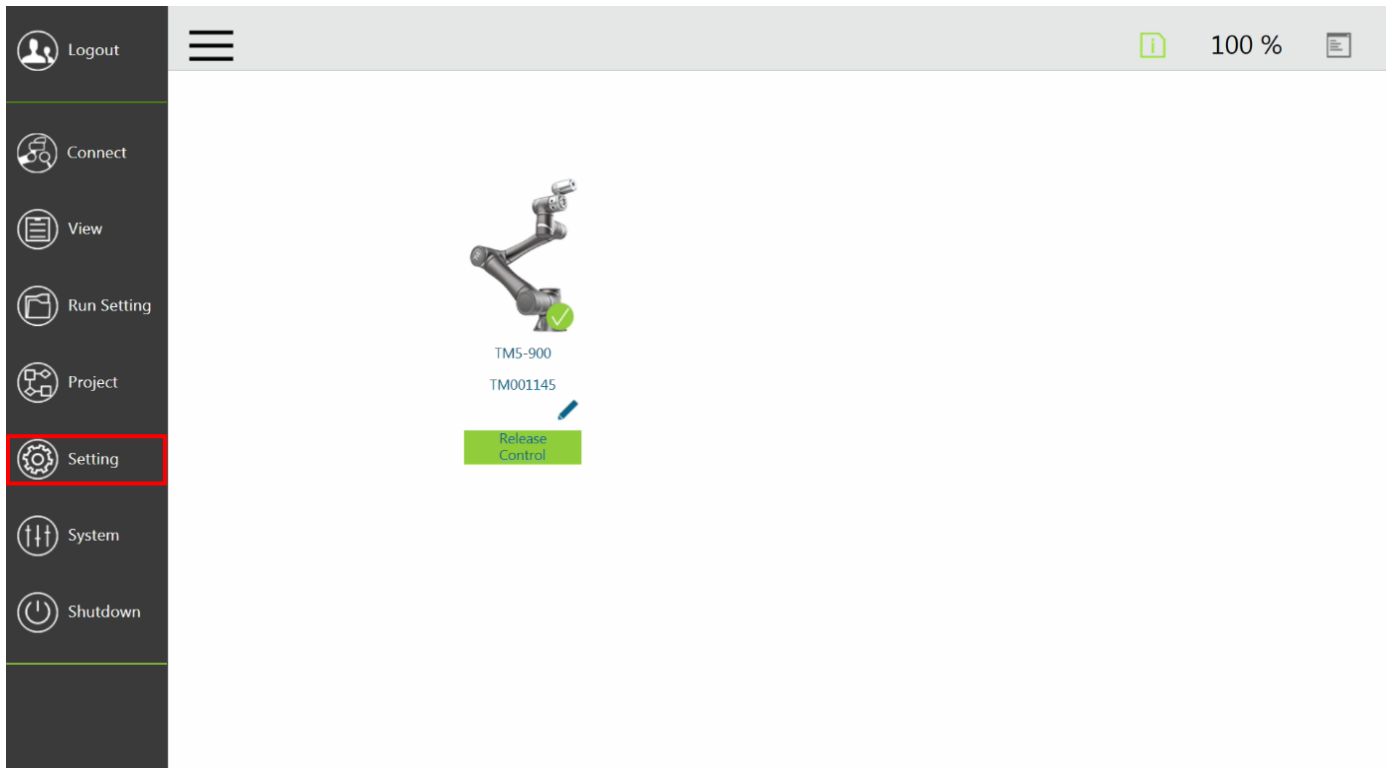 Logout
100 %
Connect
View
Run Setting
Project
Setting
System
Shutdown
TM5-900
TM001145
Release
Control